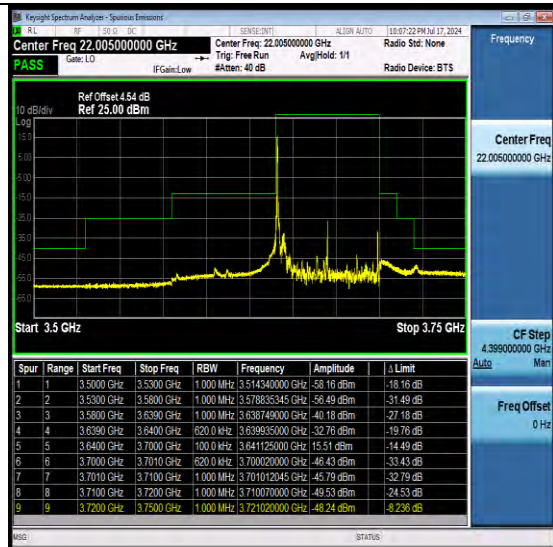 Keysight Spectrum Analyzer - Spurious Emissions
RL RF 50 Ω DC SENSE:INT ALIGN AUTO 10:07:22 PM Jul 17, 2024
Center Freq 22.005000000 GHz
Center Freq: 22.005000000 GHz
Radio Std: None
PASS
Gate: LO
IFGain:Low
Trig: Free Run
Avg|Hold: 1/1
#Atten: 40 dB
Radio Device: BTS
Frequency
Ref Offset 4.54 dB
10 dB/div
Ref 25.00 dBm
Log
15.0
5.00
-5.00
-15.0
-25.0
-35.0
-45.0
-55.0
-65.0
Start 3.5 GHz
Stop 3.75 GHz
Center Freq
22.005000000 GHz
CF Step
4.399000000 GHz
Auto Man
Freq Offset
0 Hz
Spur Range Start Freq Stop Freq RBW Frequency Amplitude Δ Limit
1 1 3.5000 GHz 3.5300 GHz 1.000 MHz 3.514340000 GHz -58.16 dBm -18.16 dB
2 2 3.5300 GHz 3.5800 GHz 1.000 MHz 3.578835345 GHz -56.49 dBm -31.49 dB
3 3 3.5800 GHz 3.6390 GHz 1.000 MHz 3.638749000 GHz -40.18 dBm -27.18 dB
4 4 3.6390 GHz 3.6400 GHz 620.0 kHz 3.639935000 GHz -32.76 dBm -19.76 dB
5 5 3.6400 GHz 3.7000 GHz 100.0 kHz 3.641125000 GHz 15.51 dBm -14.49 dB
6 6 3.7000 GHz 3.7010 GHz 620.0 kHz 3.700020000 GHz -46.43 dBm -33.43 dB
7 7 3.7010 GHz 3.7100 GHz 1.000 MHz 3.701012045 GHz -45.79 dBm -32.79 dB
8 8 3.7100 GHz 3.7200 GHz 1.000 MHz 3.710070000 GHz -49.53 dBm -24.53 dB
9 9 3.7200 GHz 3.7500 GHz 1.000 MHz 3.721020000 GHz -48.24 dBm -8.236 dB
MSG
STATUS